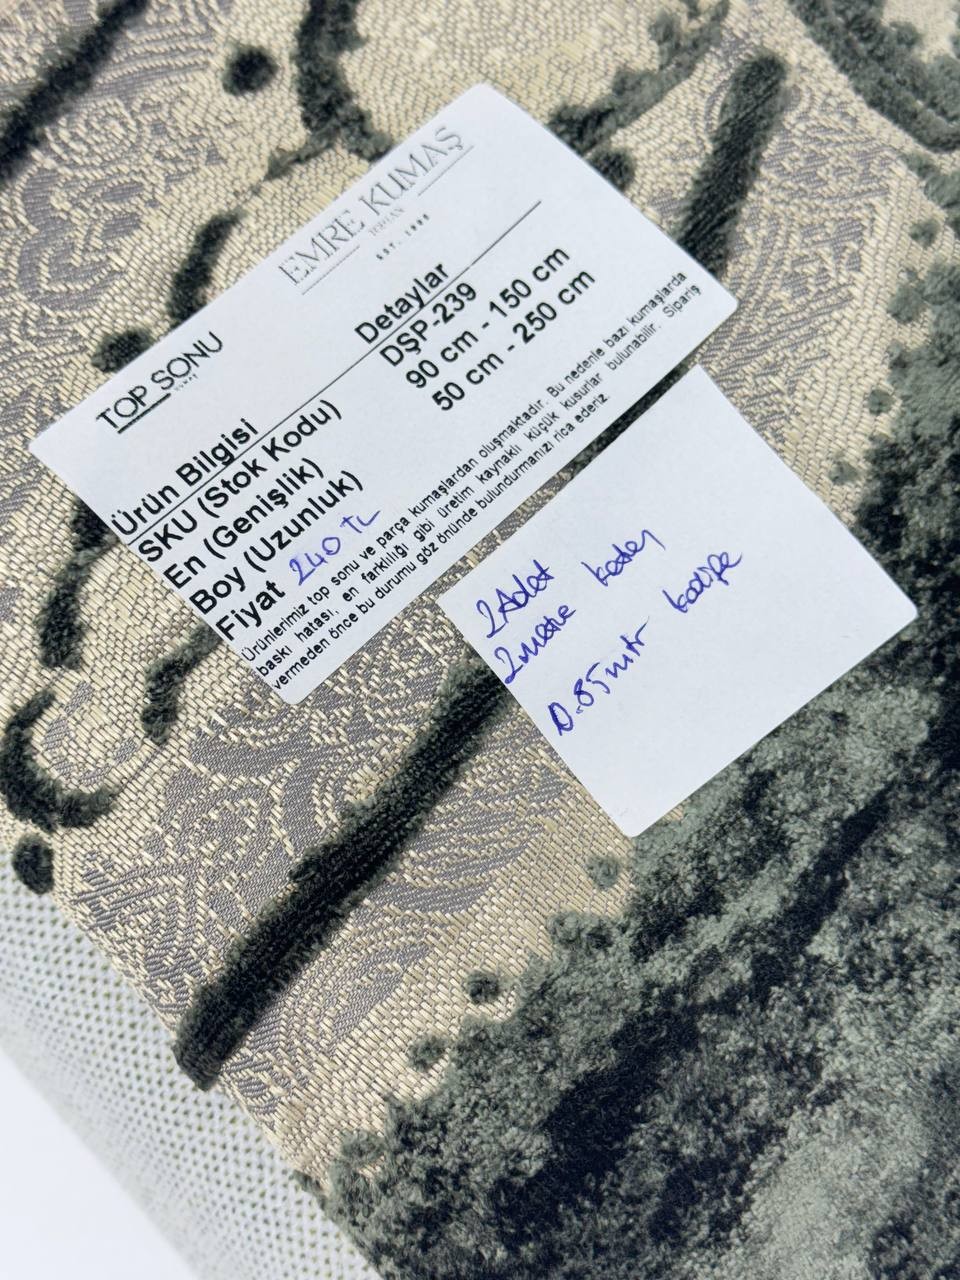 EMRE KUMAŞ
TOPTAN
EST. 1988
TOP SONU
Ürün Bilgisi Detaylar
SKU (Stok Kodu) DŞP-239
En (Genişlik) 90 cm - 150 cm
Boy (Uzunluk) 50 cm - 250 cm
Fiyat 240 TL
Ürünlerimiz top sonu ve parça kumaşlardan oluşmaktadır. Bu nedenle bazı kumaşlarda
baskı hatası, en farklılığı gibi üretim kaynaklı küçük kusurlar bulunabilir. Sipariş
vermeden önce bu durumu göz önünde bulundurmanızı rica ederiz.
2 Adet
2 metre
0.85 mtr